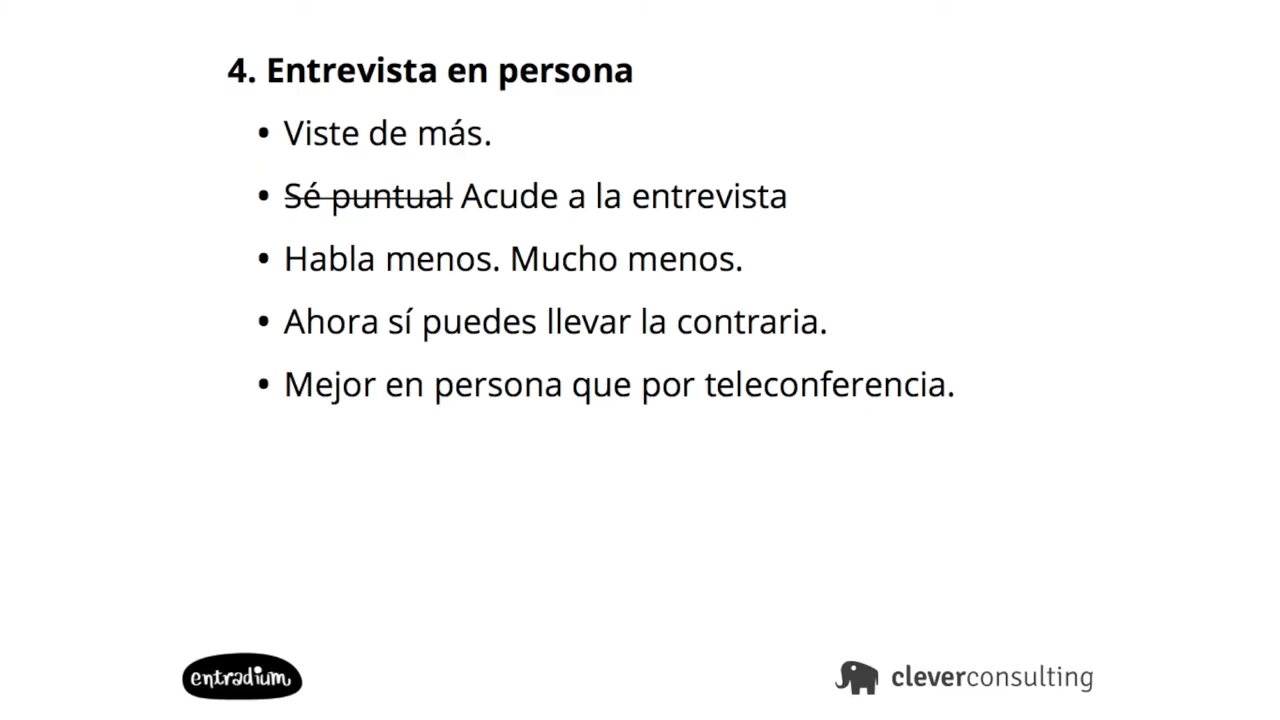 4. Entrevista en persona
• Viste de más.
• Sé puntual Acude a la entrevista
• Habla menos. Mucho menos.
• Ahora sí puedes llevar la contraria.
• Mejor en persona que por teleconferencia.
entradium
cleverconsulting